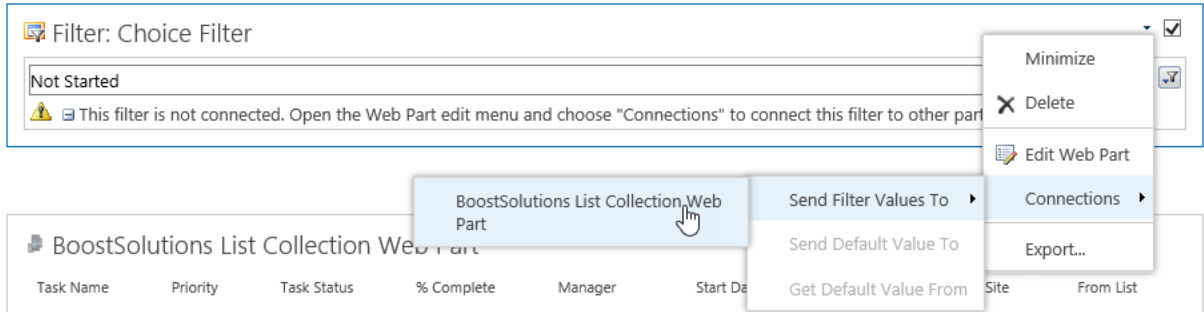 Filter: Choice Filter
Not Started
This filter is not connected. Open the Web Part edit menu and choose "Connections" to connect this filter to other
Minimize
Delete
Edit Web Part
Connections
Export...
Send Filter Values To
Send Default Value To
Get Default Value From
BoostSolutions List Collection Web
Part
BoostSolutions List Collection Web Part
Task Name Priority Task Status % Complete Manager Start Site From List